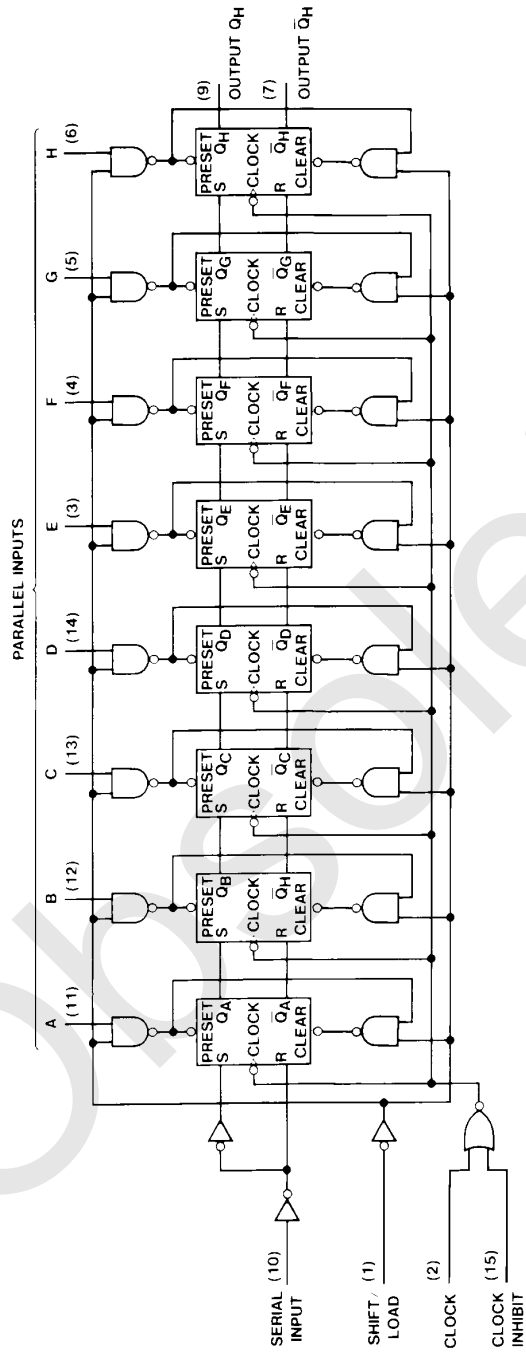 PARALLEL INPUTS
A B C D E F G H
(11) (12) (13) (14) (3) (4) (5) (6)
PRESET PRESET PRESET PRESET PRESET PRESET PRESET PRESET
S QA S QB S QC S QD S QE S QF S QG S QH
(9) OUTPUT QH
CLOCK CLOCK CLOCK CLOCK CLOCK CLOCK CLOCK CLOCK
R Q̅A R Q̅H R Q̅C R Q̅D R Q̅E R Q̅F R Q̅G R Q̅H
(7) OUTPUT Q̅H
CLEAR CLEAR CLEAR CLEAR CLEAR CLEAR CLEAR CLEAR
SERIAL (10)
INPUT
SHIFT/ (1)
LOAD
CLOCK (2)
CLOCK (15)
INHIBIT
Obsole